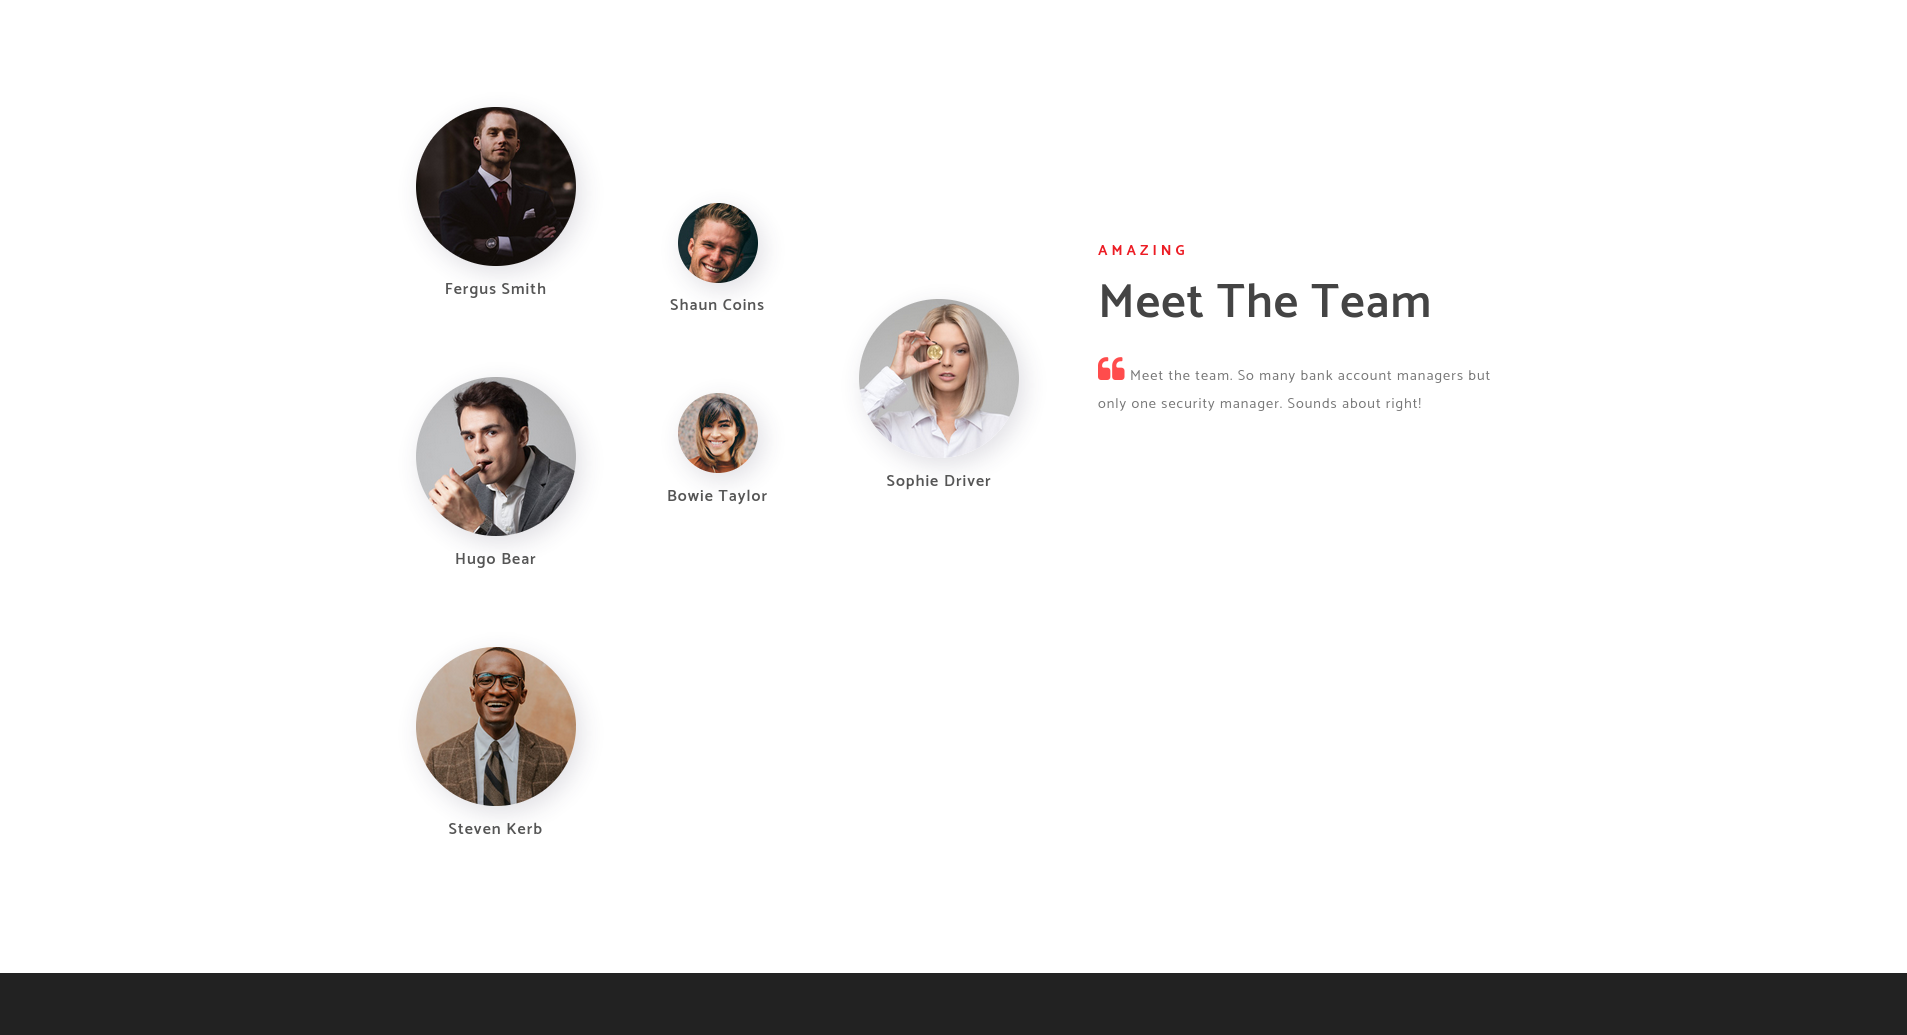 Fergus Smith
Shaun Coins
Hugo Bear
Bowie Taylor
Sophie Driver
Steven Kerb
AMAZING
Meet The Team
Meet the team. So many bank account managers but
only one security manager. Sounds about right!